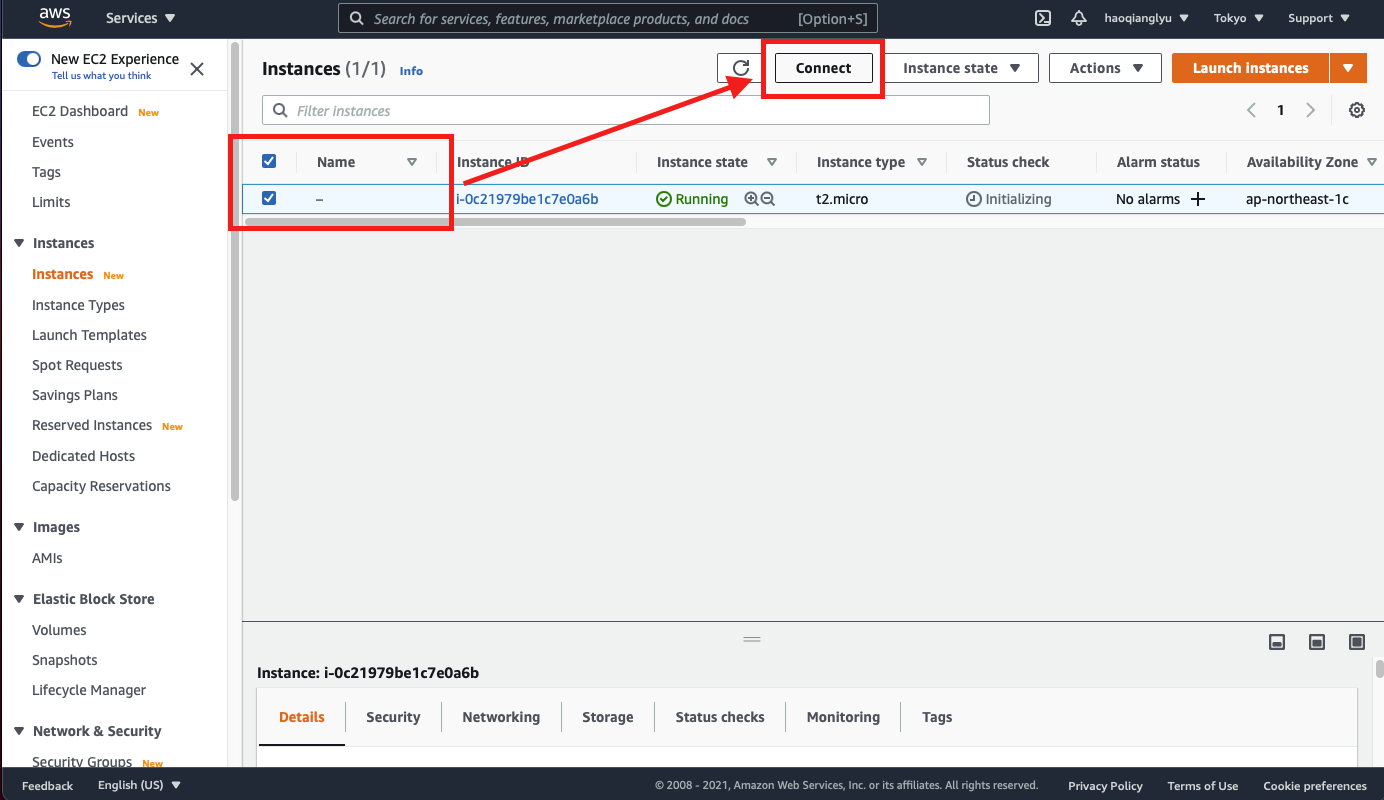 aws Services Search for services, features, marketplace products, and docs [Option+S] haoqianglyu Tokyo Support
New EC2 Experience
Tell us what you think
EC2 Dashboard New
Events
Tags
Limits
Instances
Instances New
Instance Types
Launch Templates
Spot Requests
Savings Plans
Reserved Instances New
Dedicated Hosts
Capacity Reservations
Images
AMIs
Elastic Block Store
Volumes
Snapshots
Lifecycle Manager
Network & Security
Security Groups New
Instances (1/1) Info Connect Instance state Actions Launch instances
Filter instances 1
Name Instance ID Instance state Instance type Status check Alarm status Availability Zone
– i-0c21979be1c7e0a6b Running t2.micro Initializing No alarms + ap-northeast-1c
Instance: i-0c21979be1c7e0a6b
Details Security Networking Storage Status checks Monitoring Tags
Feedback English (US) © 2008 - 2021, Amazon Web Services, Inc. or its affiliates. All rights reserved. Privacy Policy Terms of Use Cookie preferences